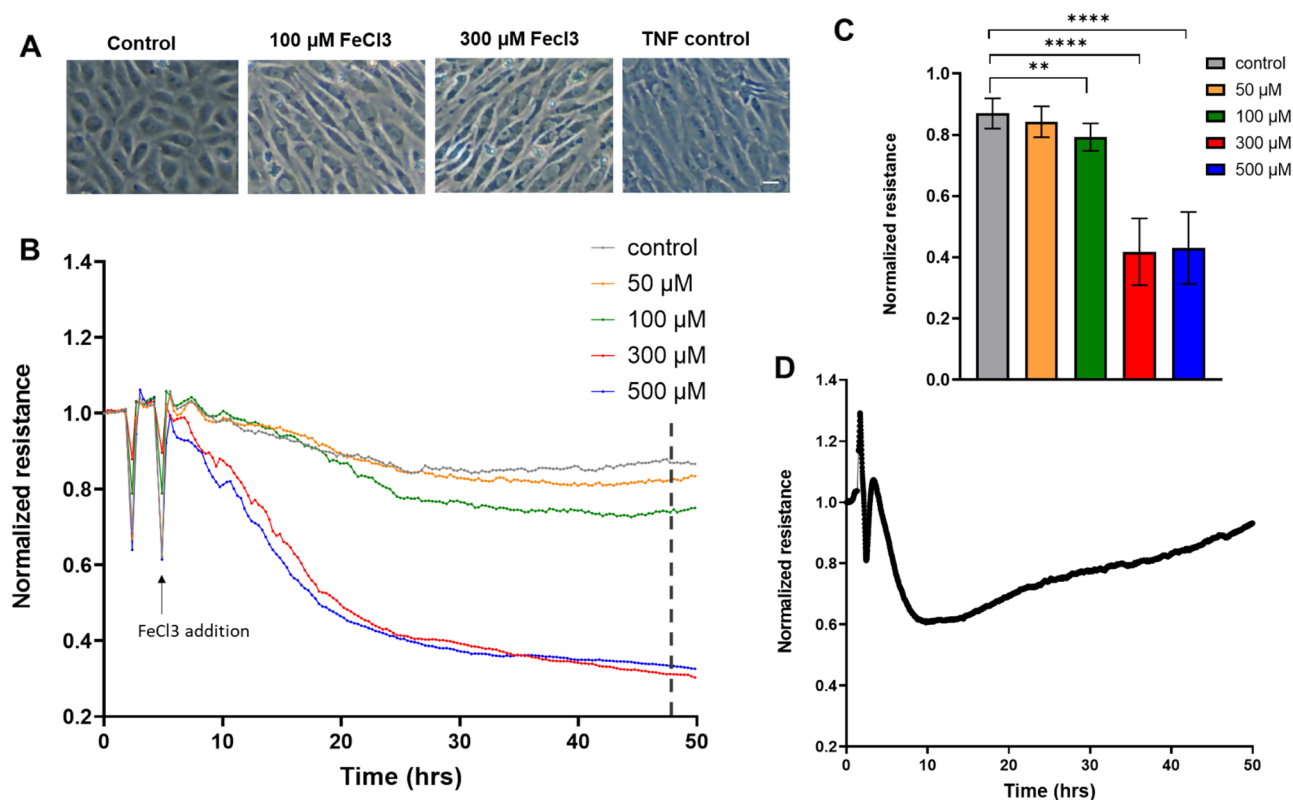 A
Control
100 µM FeCl3
300 µM Fecl3
TNF control
B
1.4
1.2
1.0
0.8
0.6
0.4
0.2
0
10
20
30
40
50
Normalized resistance
Time (hrs)
control
50 µM
100 µM
300 µM
500 µM
FeCl3 addition
C
****
****
**
1.0
0.8
0.6
0.4
0.2
0.0
Normalized resistance
control
50 µM
100 µM
300 µM
500 µM
D
1.4
1.2
1.0
0.8
0.6
0.4
0.2
0
10
20
30
40
50
Normalized resistance
Time (hrs)